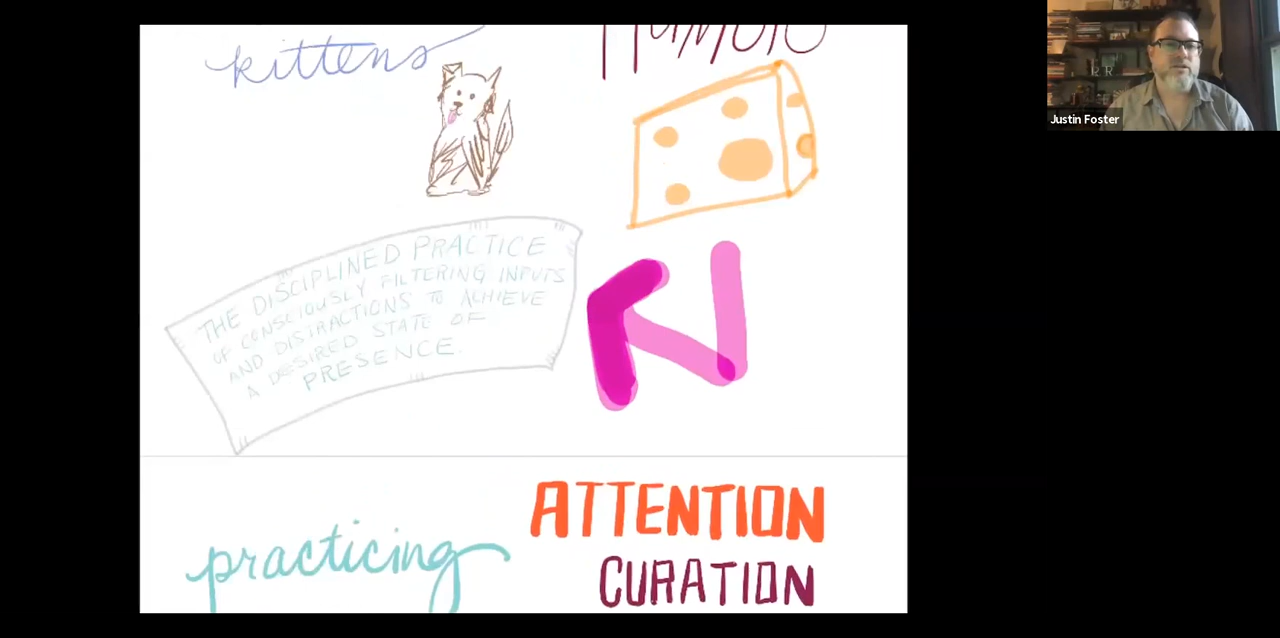 kittens
Humor
Justin Foster
THE DISCIPLINED PRACTICE
OF CONSCIOUSLY FILTERING INPUTS
AND DISTRACTIONS TO ACHIEVE
A DESIRED STATE OF
PRESENCE
practicing
ATTENTION
CURATION